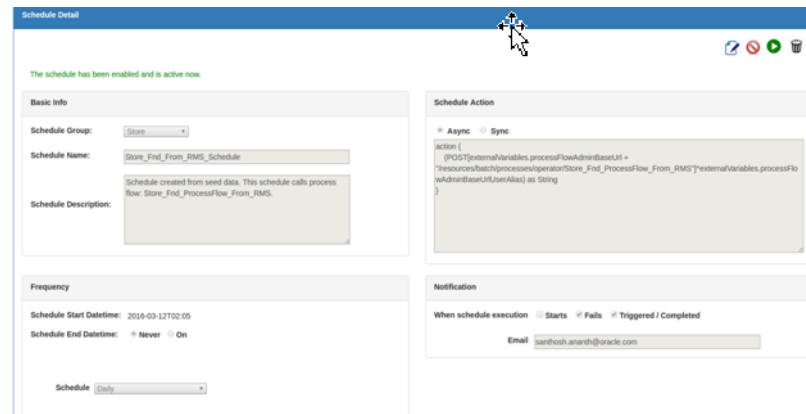 Schedule Detail
The schedule has been enabled and is active now.
Basic Info
Schedule Group: Store
Schedule Name: Store_Fnd_From_RMS_Schedule
Schedule Description: Schedule created from seed data. This schedule calls process
flow: Store_Fnd_ProcessFlow_From_RMS.
Schedule Action
Async Sync
action {
(POST[externalVariables.processFlowAdminBaseUrl +
"/resources/batch/processes/operator/Store_Fnd_ProcessFlow_From_RMS"]^externalVariables.processFlo
wAdminBaseUrlUserAlias) as String
}
Frequency
Schedule Start Datetime: 2016-03-12T02:05
Schedule End Datetime: Never On
Schedule Daily
Notification
When schedule execution Starts Fails Triggered / Completed
Email santhosh.ananth@oracle.com